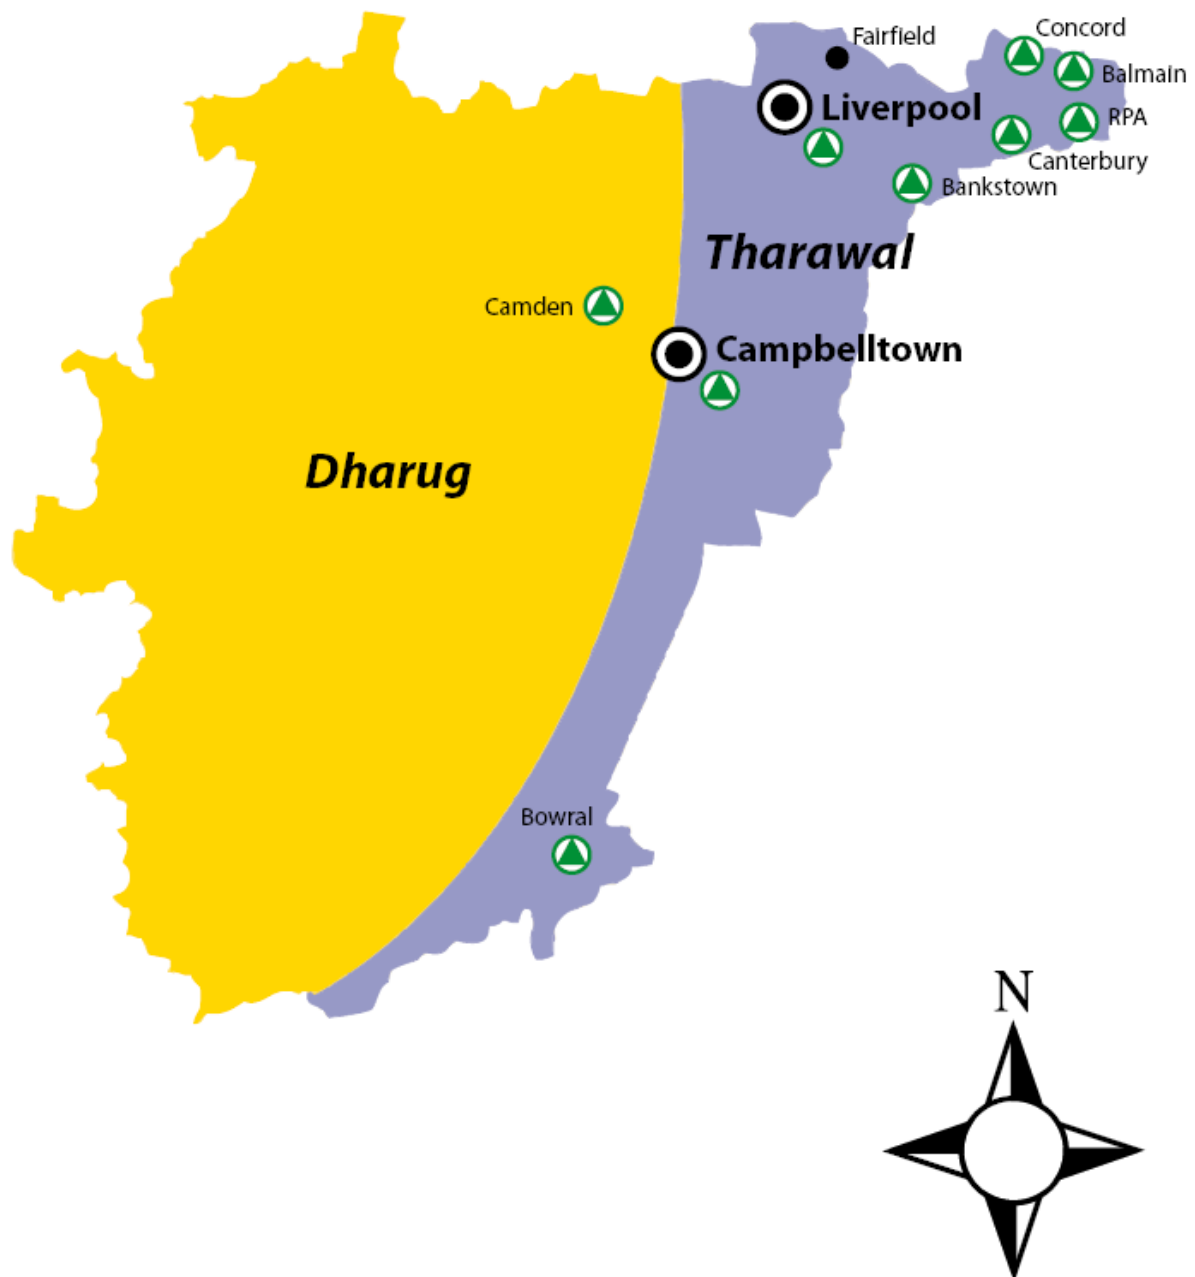 Fairfield
Concord
Balmain
Liverpool
RPA
Canterbury
Bankstown
Tharawal
Camden
Campbelltown
Dharug
Bowral
N